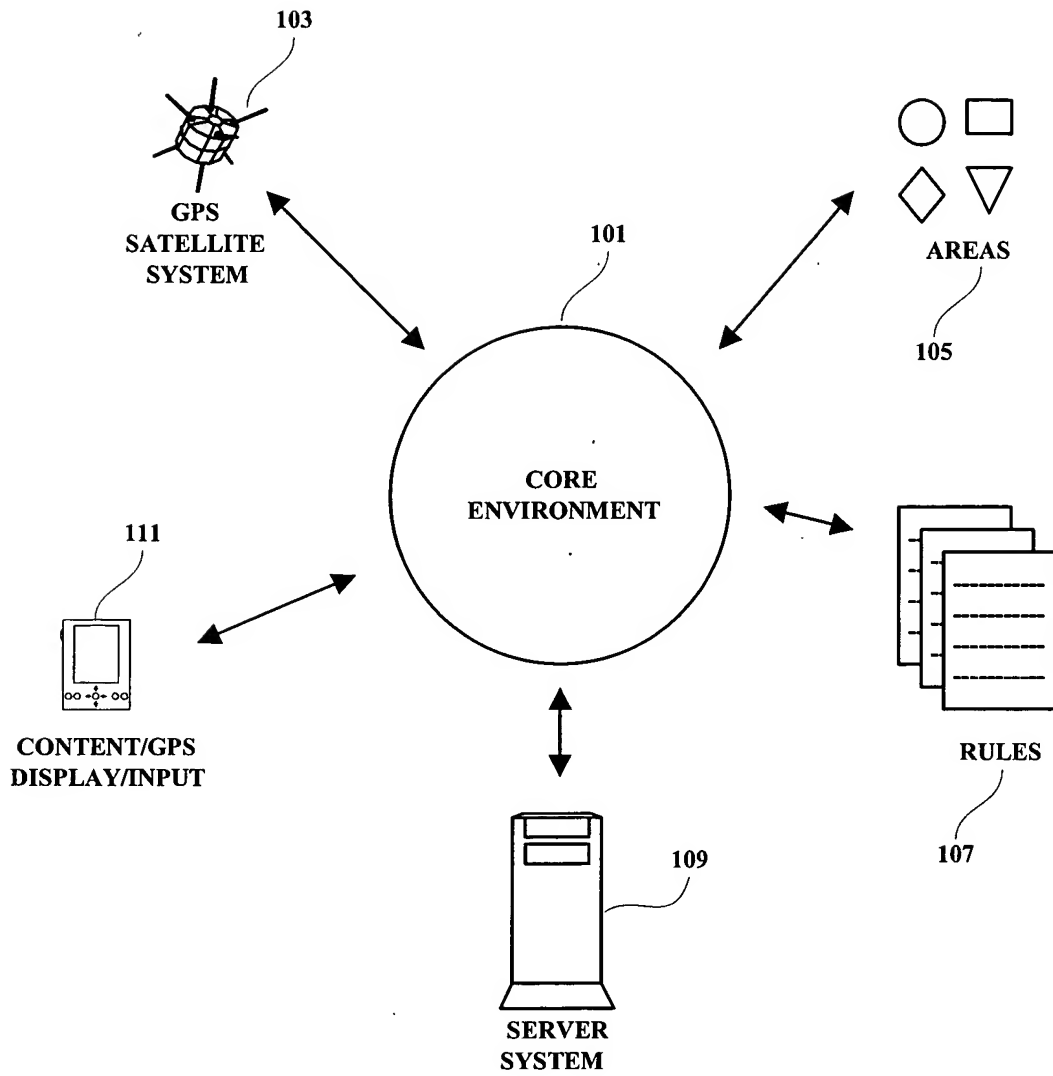 103
GPS
SATELLITE
SYSTEM
101
AREAS
105
CORE
ENVIRONMENT
111
CONTENT/GPS
DISPLAY/INPUT
RULES
107
109
SERVER
SYSTEM